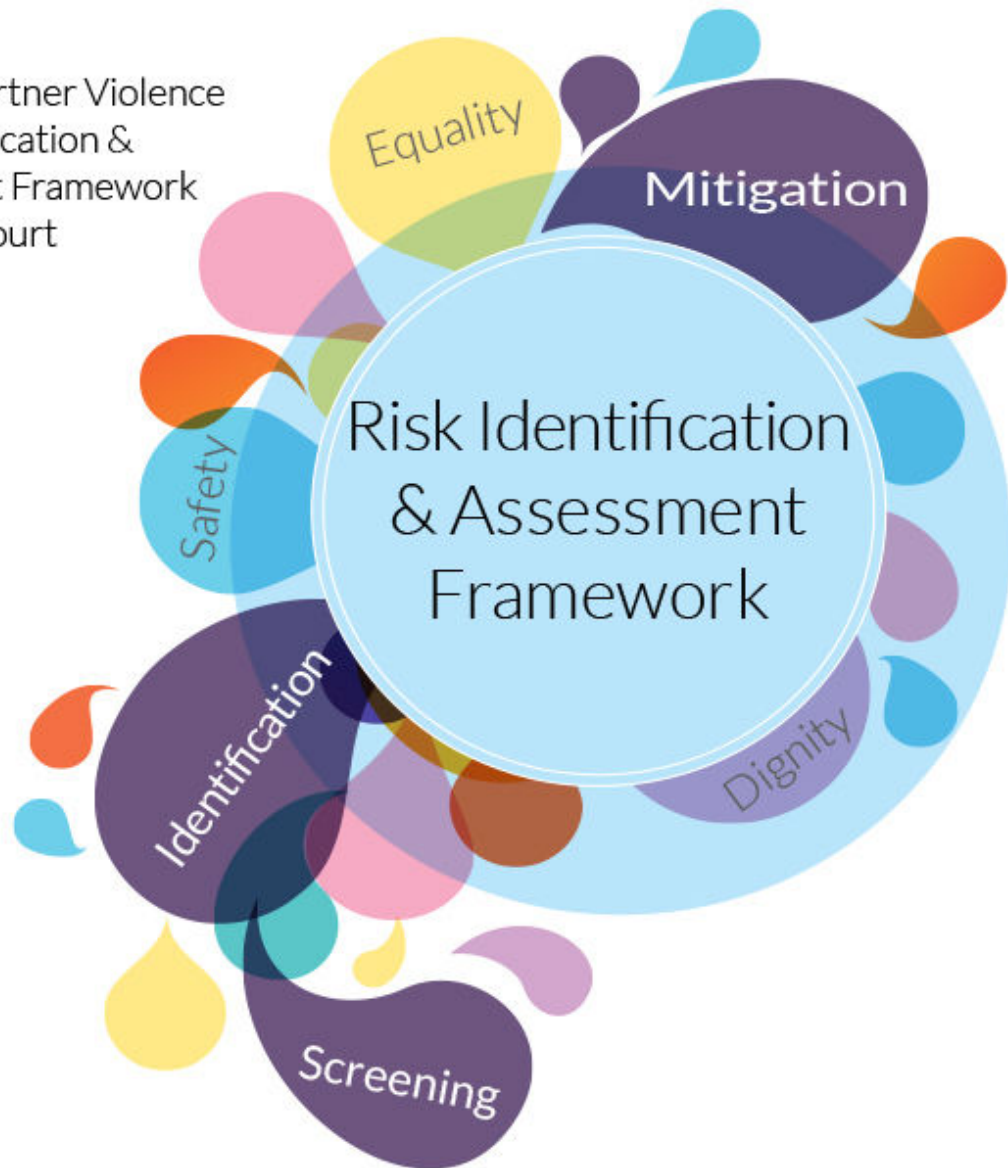 rtner Violence
cation &
t Framework
ourt
Equality
Mitigation
Risk Identification
& Assessment
Framework
Safety
Identification
Dignity
Screening